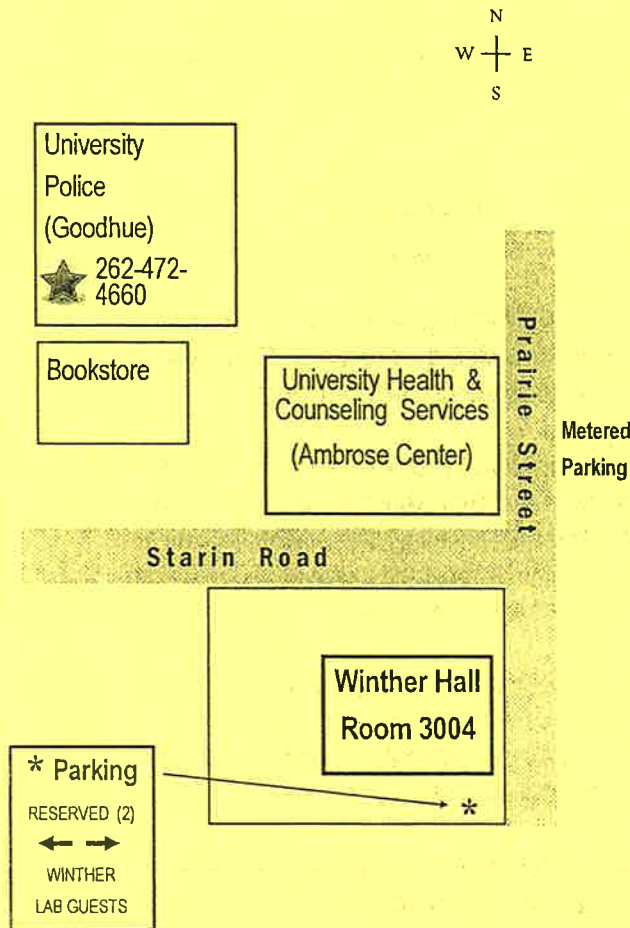 N
W E
S
University
Police
(Goodhue)
262-472-
4660
Bookstore
University Health &
Counseling Services
(Ambrose Center)
Prairie Street
Metered
Parking
Starin Road
Winther Hall
Room 3004
*
* Parking
RESERVED (2)
WINTHER
LAB GUESTS